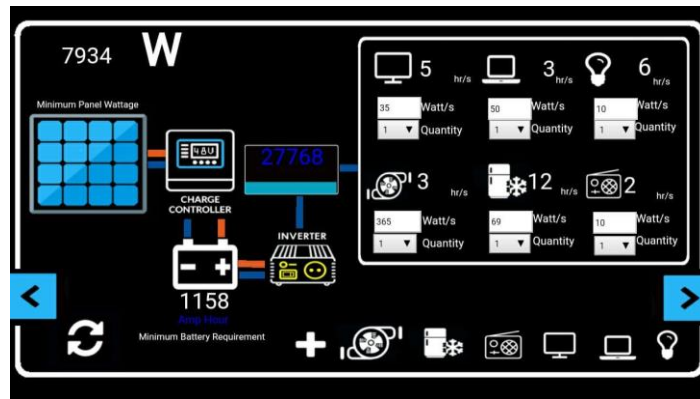 7934 W
Minimum Panel Wattage
48U
CHARGE
CONTROLLER
27768
INVERTER
1158
Amp Hour
Minimum Battery Requirement
5 hr/s
35 Watt/s
1 Quantity
3 hr/s
50 Watt/s
1 Quantity
6 hr/s
10 Watt/s
1 Quantity
3 hr/s
365 Watt/s
1 Quantity
12 hr/s
69 Watt/s
1 Quantity
2 hr/s
10 Watt/s
1 Quantity